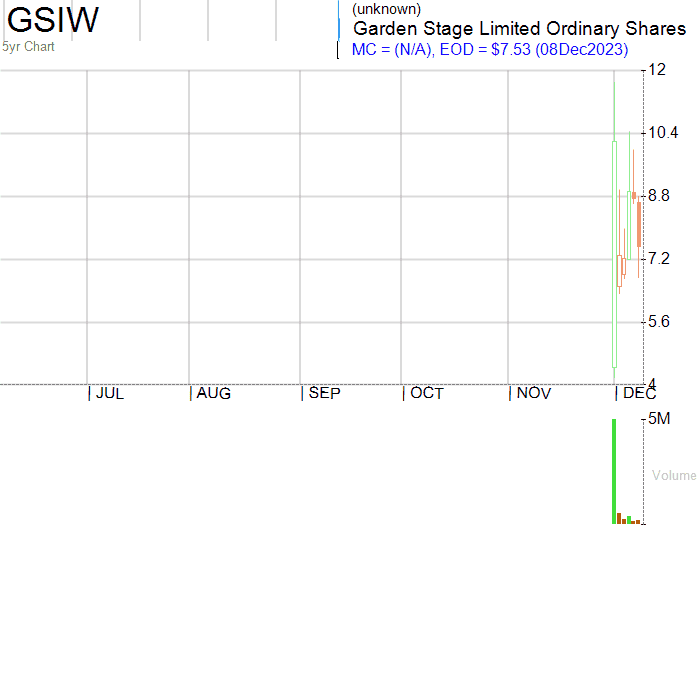 GSIW
5yr Chart
(unknown)
Garden Stage Limited Ordinary Shares
MC = (N/A), EOD = $7.53 (08Dec2023)
12
10.4
8.8
7.2
5.6
4
JUL AUG SEP OCT NOV DEC
5M
Volume